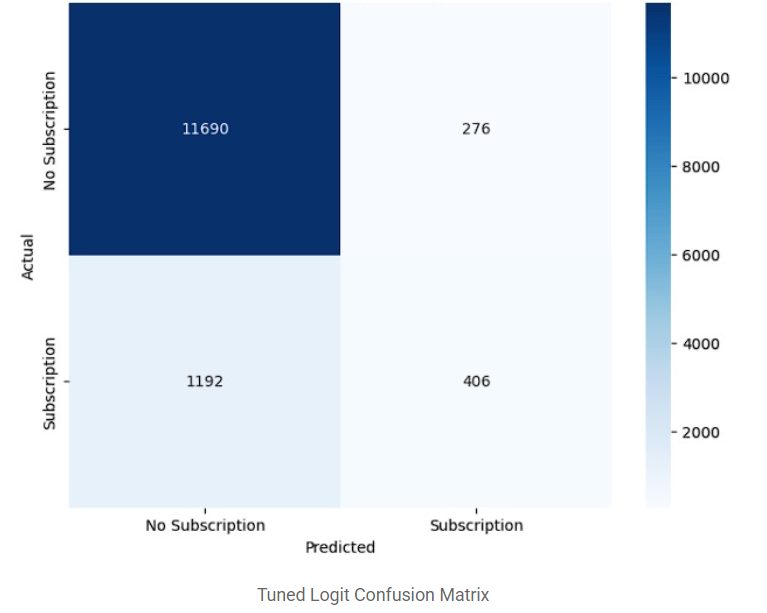 No Subscription
11690
276
10000
8000
6000
4000
2000
Actual
Subscription
1192
406
No Subscription
Subscription
Predicted
Tuned Logit Confusion Matrix